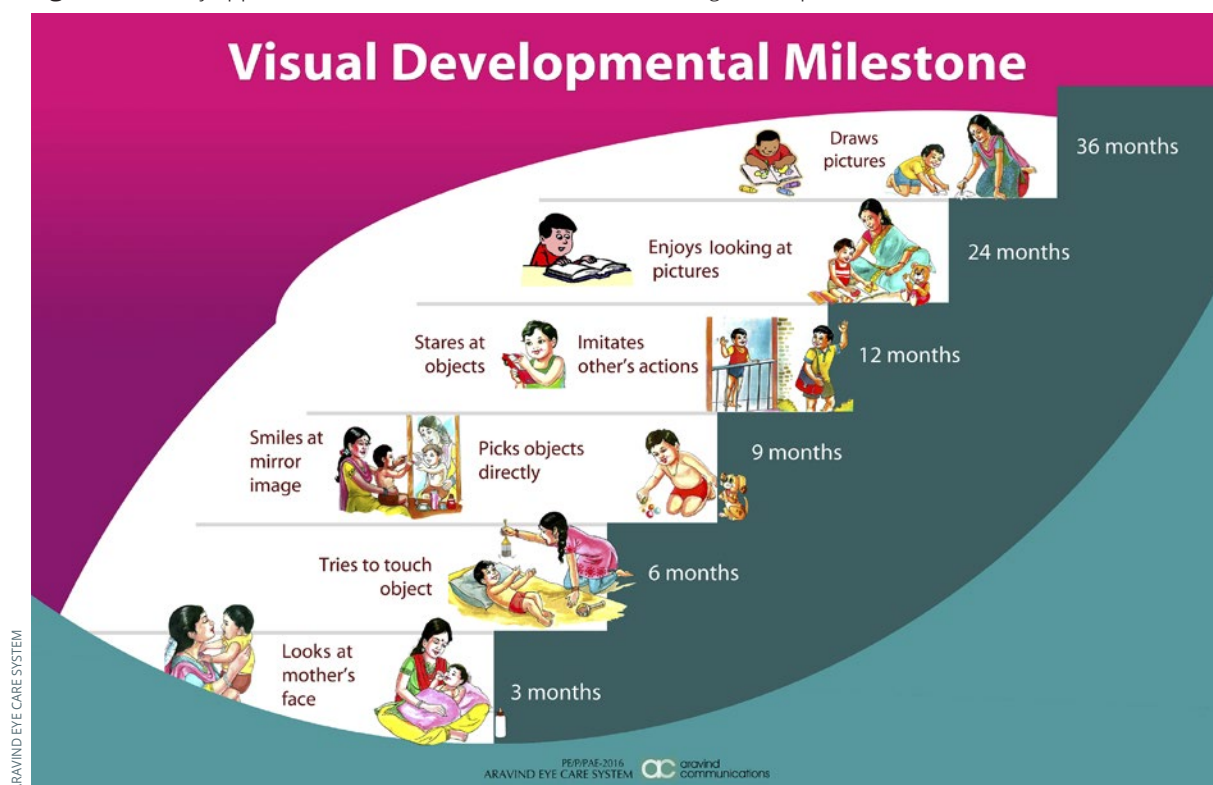 Visual Developmental Milestone
Draws
pictures
36 months
Enjoys looking at
pictures
24 months
Stares at
objects
Imitates
other's actions
12 months
Smiles at
mirror
image
Picks objects
directly
9 months
Tries to touch
object
6 months
Looks at
mother's
face
3 months
PE/P/PAE-2016
ARAVIND EYE CARE SYSTEM
ac aravind
communications
RAVIND EYE CARE SYSTEM